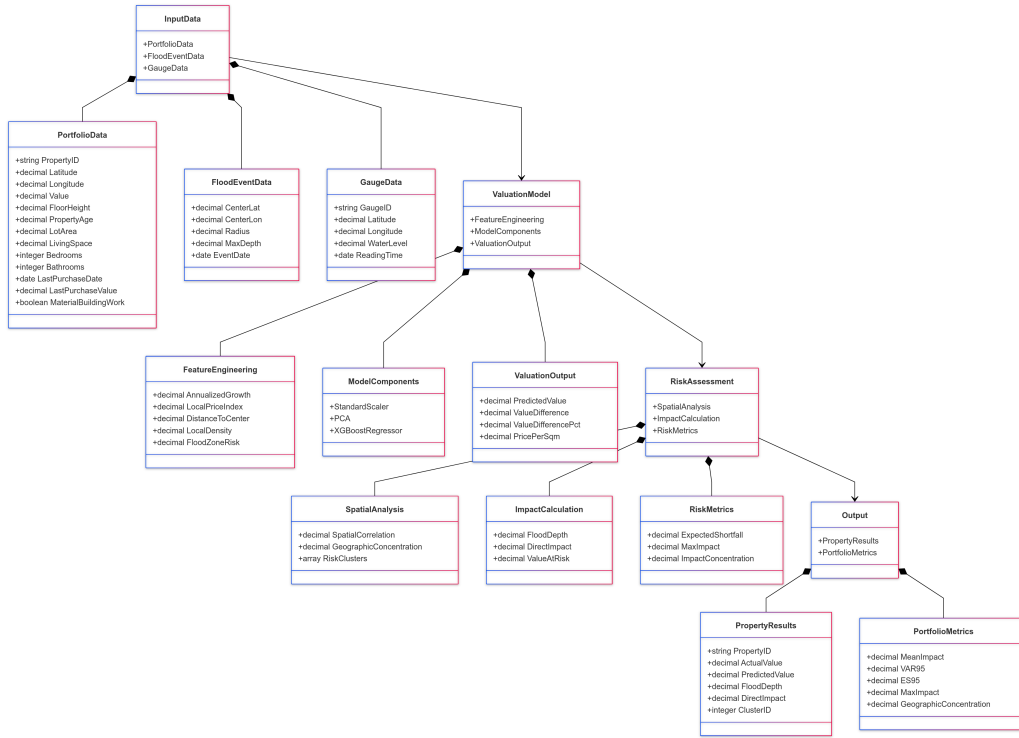 InputData
+PortfolioData
+FloodEventData
+GaugeData
PortfolioData
+string PropertyID
+decimal Latitude
+decimal Longitude
+decimal Value
+decimal FloorHeight
+decimal PropertyAge
+decimal LotArea
+decimal LivingSpace
+integer Bedrooms
+integer Bathrooms
+date LastPurchaseDate
+decimal LastPurchaseValue
+boolean MaterialBuildingWork
FloodEventData
+decimal CenterLat
+decimal CenterLon
+decimal Radius
+decimal MaxDepth
+date EventDate
GaugeData
+string GaugeID
+decimal Latitude
+decimal Longitude
+decimal WaterLevel
+date ReadingTime
ValuationModel
+FeatureEngineering
+ModelComponents
+ValuationOutput
FeatureEngineering
+decimal AnnualizedGrowth
+decimal LocalPriceIndex
+decimal DistanceToCenter
+decimal LocalDensity
+decimal FloodZoneRisk
ModelComponents
+StandardScaler
+PCA
+XGBoostRegressor
ValuationOutput
+decimal PredictedValue
+decimal ValueDifference
+decimal ValueDifferencePct
+decimal PricePerSqm
RiskAssessment
+SpatialAnalysis
+ImpactCalculation
+RiskMetrics
SpatialAnalysis
+decimal SpatialCorrelation
+decimal GeographicConcentration
+array RiskClusters
ImpactCalculation
+decimal FloodDepth
+decimal DirectImpact
+decimal ValueAtRisk
RiskMetrics
+decimal ExpectedShortfall
+decimal MaxImpact
+decimal ImpactConcentration
Output
+PropertyResults
+PortfolioMetrics
PropertyResults
+string PropertyID
+decimal ActualValue
+decimal PredictedValue
+decimal FloodDepth
+decimal DirectImpact
+integer ClusterID
PortfolioMetrics
+decimal MeanImpact
+decimal VAR95
+decimal ES95
+decimal MaxImpact
+decimal GeographicConcentration